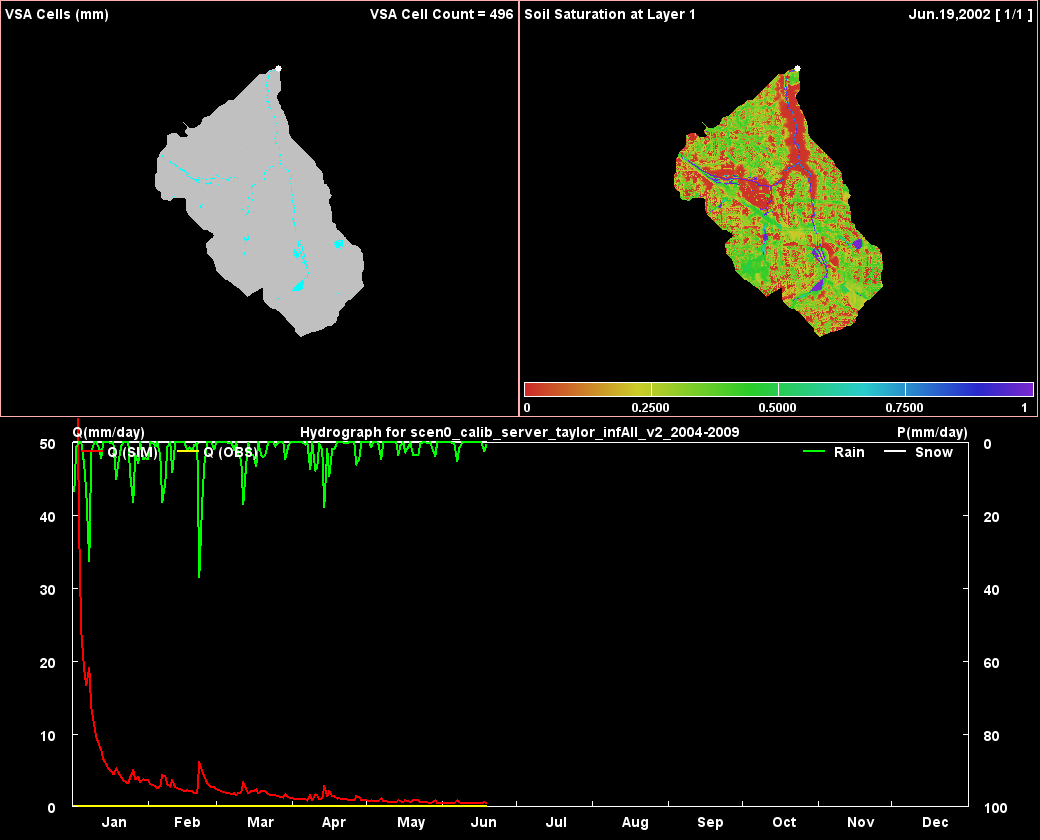 VSA Cells (mm) VSA Cell Count = 496
Soil Saturation at Layer 1 Jun.19,2002 [ 1/1 ]
0 0.2500 0.5000 0.7500 1
Q(mm/day) Hydrograph for scen0_calib_server_taylor_infAll_v2_2004-2009 P(mm/day)
50 0
Q (SIM) Q (OBS) Rain Snow
40 20
30 40
20 60
10 80
0 100
Jan Feb Mar Apr May Jun Jul Aug Sep Oct Nov Dec